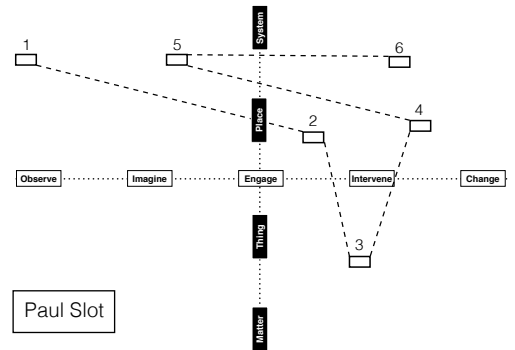 System
1
5
6
Place
4
2
Observe
Imagine
Engage
Intervene
Change
Thing
3
Paul Slot
Matter